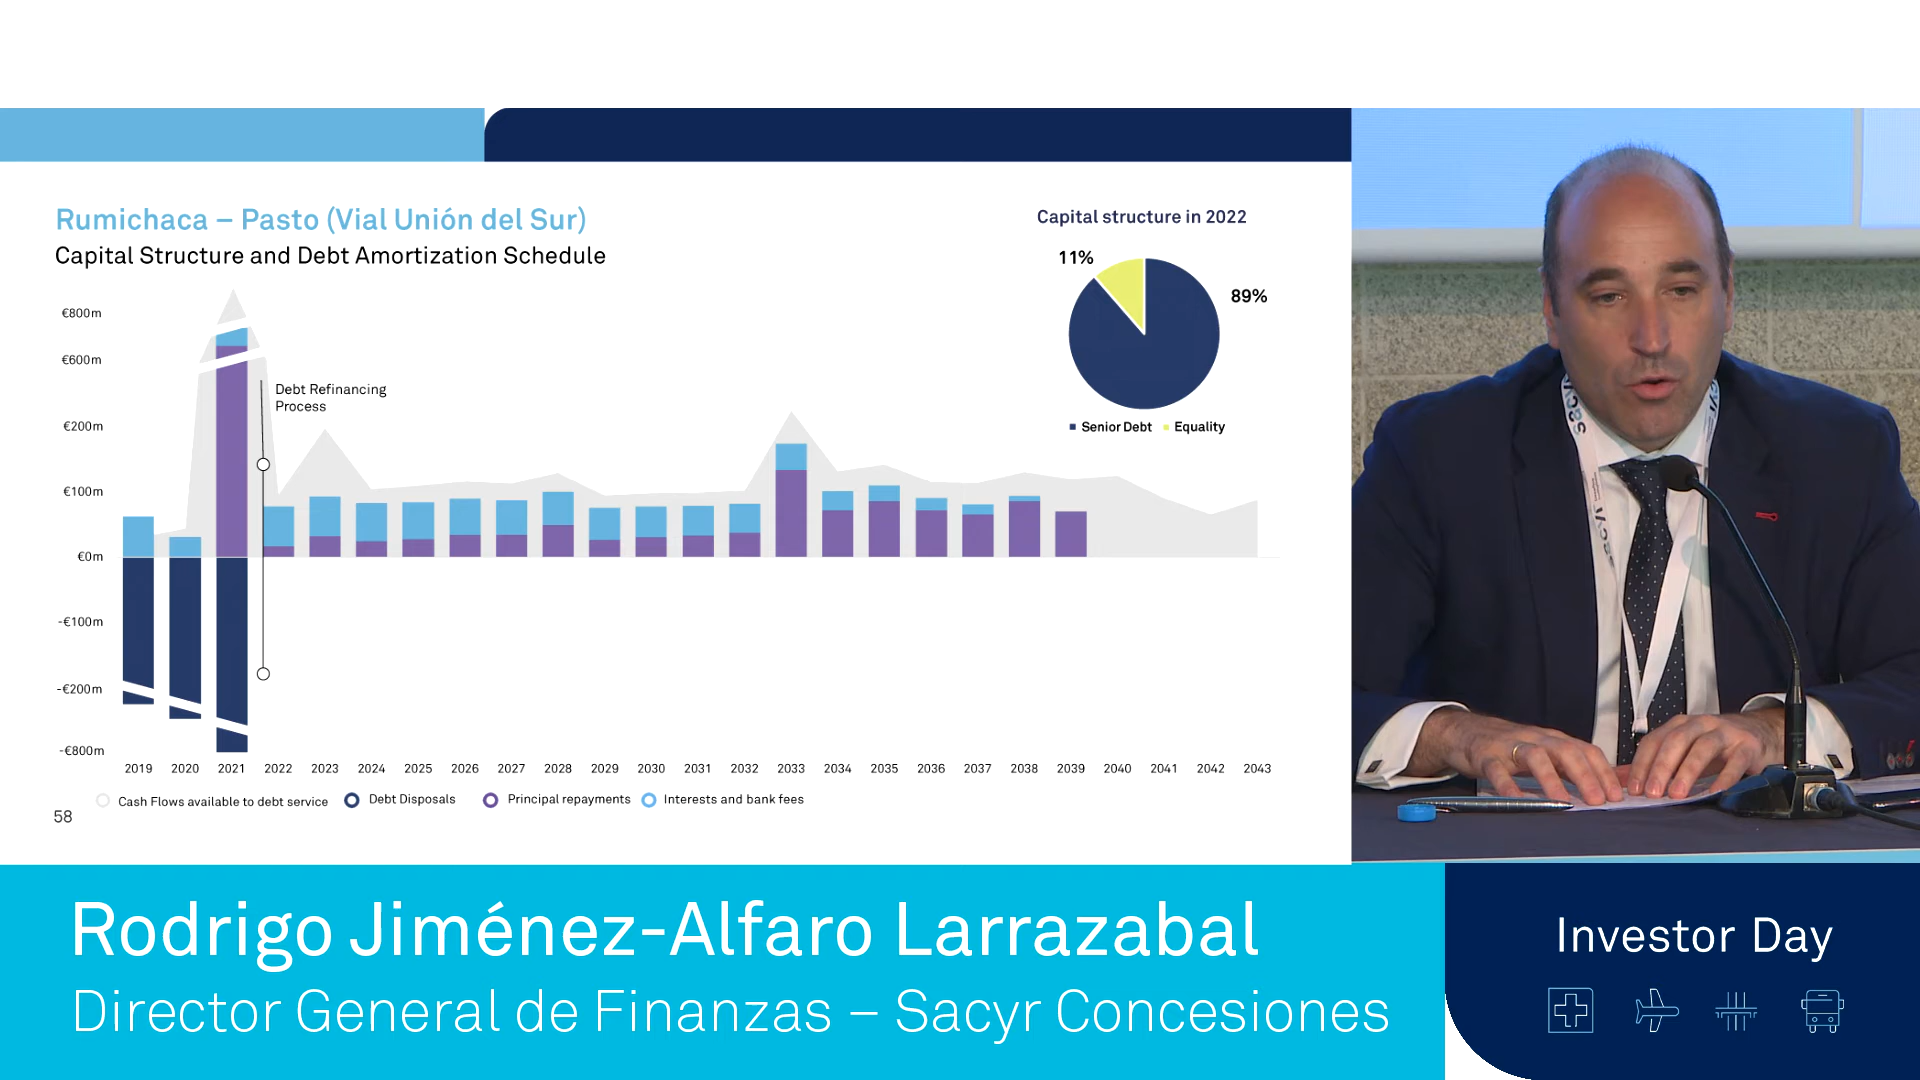 Rumichaca – Pasto (Vial Unión del Sur)
Capital Structure and Debt Amortization Schedule
Capital structure in 2022
11%
89%
Senior Debt Equality
€800m
€600m
€200m
€100m
€0m
-€100m
-€200m
-€800m
Debt Refinancing
Process
2019 2020 2021 2022 2023 2024 2025 2026 2027 2028 2029 2030 2031 2032 2033 2034 2035 2036 2037 2038 2039 2040 2041 2042 2043
Cash Flows available to debt service Debt Disposals Principal repayments Interests and bank fees
58
Rodrigo Jiménez-Alfaro Larrazabal
Director General de Finanzas – Sacyr Concesiones
Investor Day